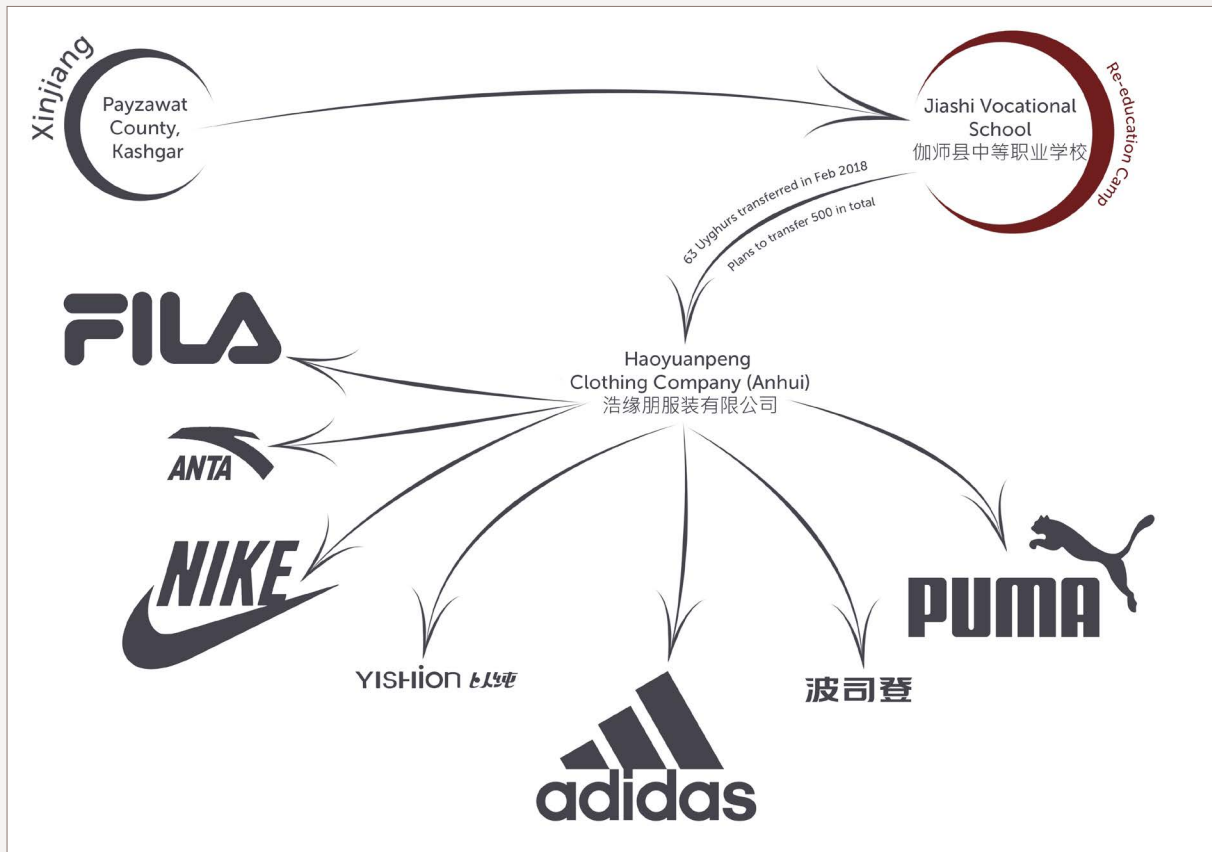 Xinjiang
Payzawat
County,
Kashgar
Jiashi Vocational
School
伽师县中等职业学校
Re-education Camp
63 Uyghurs transferred in Feb 2018
Plans to transfer 500 in total
Haoyuanpeng
Clothing Company (Anhui)
浩缘朋服装有限公司
FILA
ANTA
NIKE
YISHION 以纯
adidas
波司登
PUMA